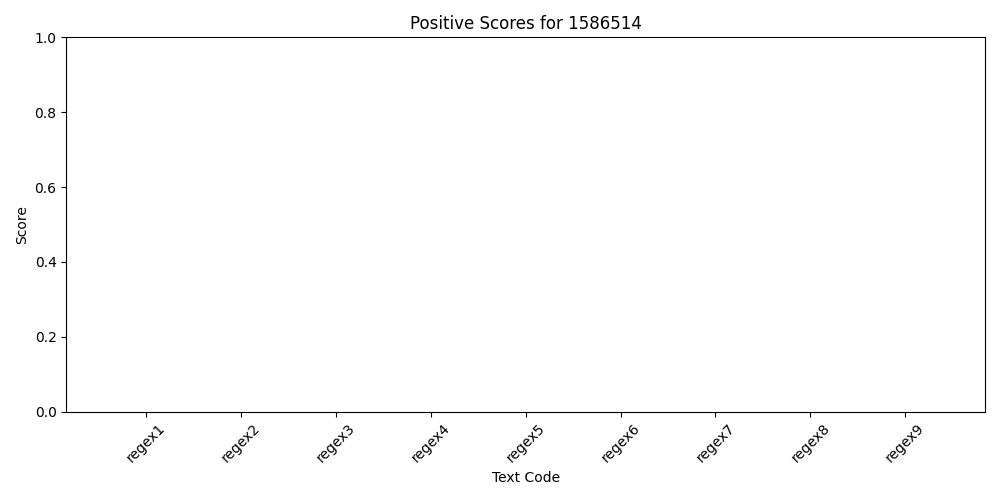 Positive Scores for 1586514
1.0
0.8
0.6
0.4
0.2
0.0
Score
regex1 regex2 regex3 regex4 regex5 regex6 regex7 regex8 regex9
Text Code